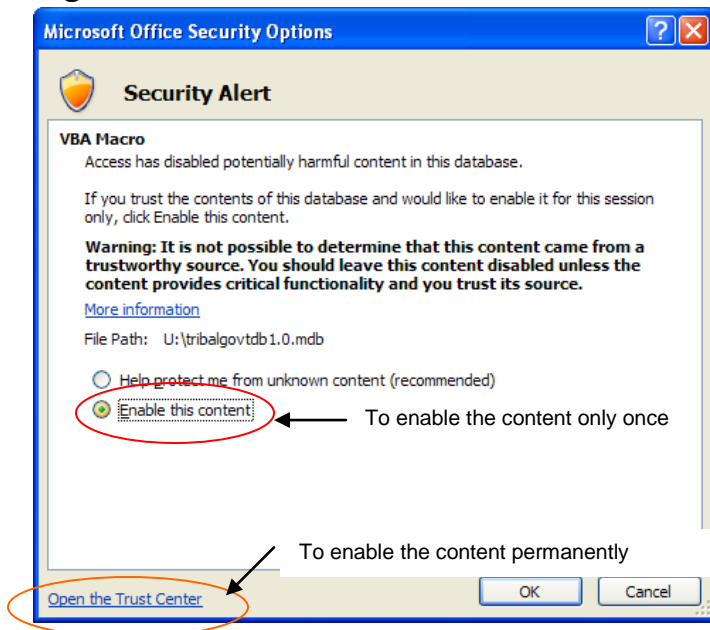 Microsoft Office Security Options
Security Alert
VBA Macro
Access has disabled potentially harmful content in this database.
If you trust the contents of this database and would like to enable it for this session
only, click Enable this content.
Warning: It is not possible to determine that this content came from a
trustworthy source. You should leave this content disabled unless the
content provides critical functionality and you trust its source.
More information
File Path: U:\tribalgovtdb1.0.mdb
Help protect me from unknown content (recommended)
Enable this content
To enable the content only once
To enable the content permanently
Open the Trust Center
OK
Cancel